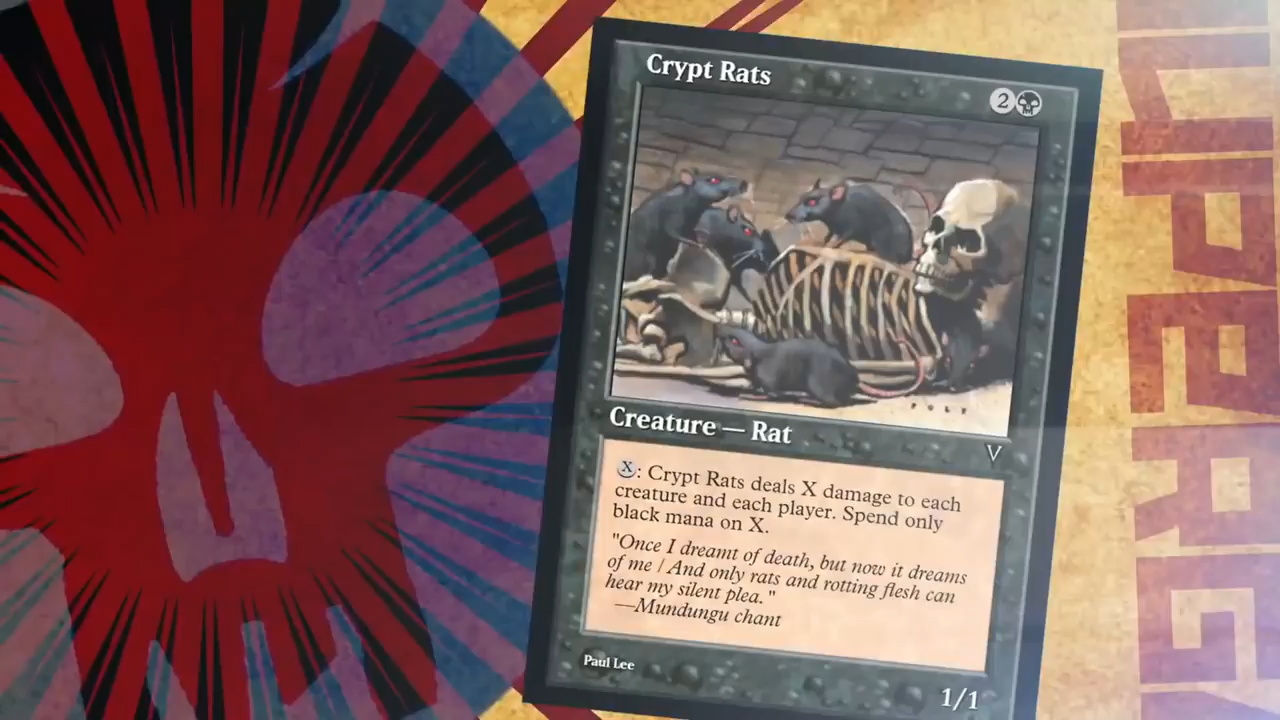 Crypt Rats
2
Creature — Rat
V
X: Crypt Rats deals X damage to each
creature and each player. Spend only
black mana on X.
"Once I dreamt of death, but now it dreams
of me / And only rats and rotting flesh can
hear my silent plea."
—Mundungu chant
Paul Lee
1/1
UPERG